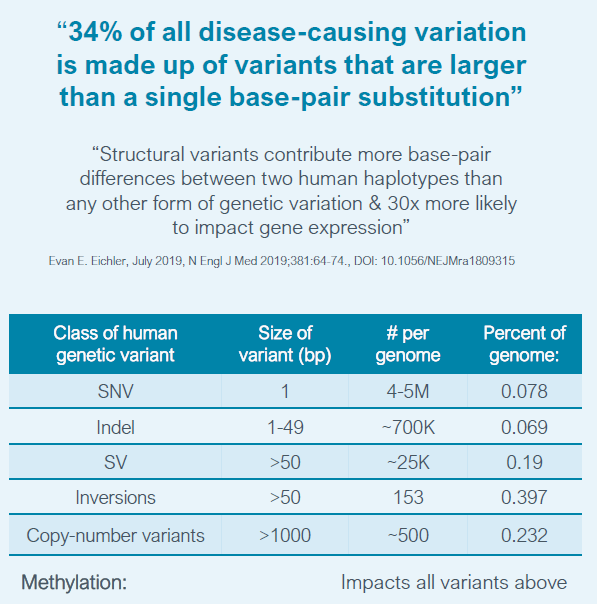 “34% of all disease-causing variation
is made up of variants that are larger
than a single base-pair substitution”
“Structural variants contribute more base-pair
differences between two human haplotypes than
any other form of genetic variation & 30x more likely
to impact gene expression”
Evan E. Eichler, July 2019, N Engl J Med 2019;381:64-74., DOI: 10.1056/NEJMra1809315
Class of human genetic variant Size of variant (bp) # per genome Percent of genome:
SNV 1 4-5M 0.078
Indel 1-49 ~700K 0.069
SV >50 ~25K 0.19
Inversions >50 153 0.397
Copy-number variants >1000 ~500 0.232
Methylation: Impacts all variants above